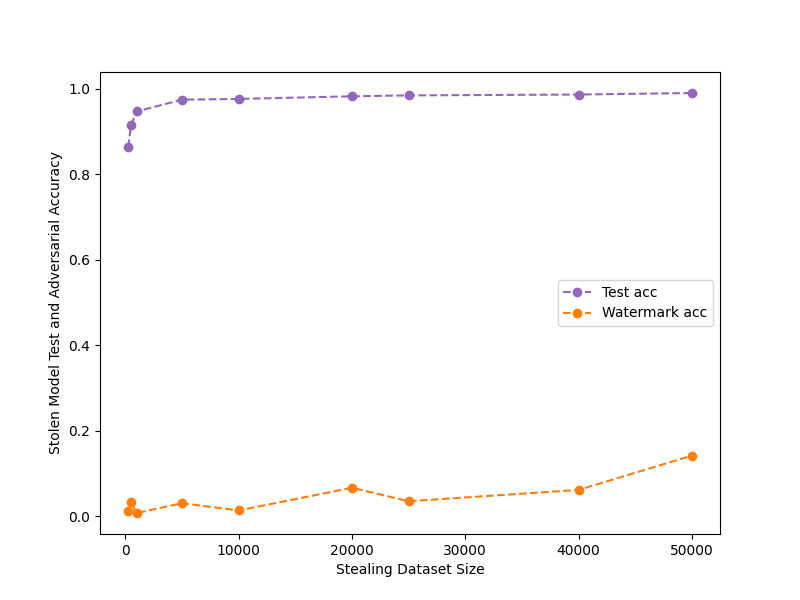 1.0
0.8
0.6
0.4
0.2
0.0
Stolen Model Test and Adversarial Accuracy
Test acc
Watermark acc
0 10000 20000 30000 40000 50000
Stealing Dataset Size